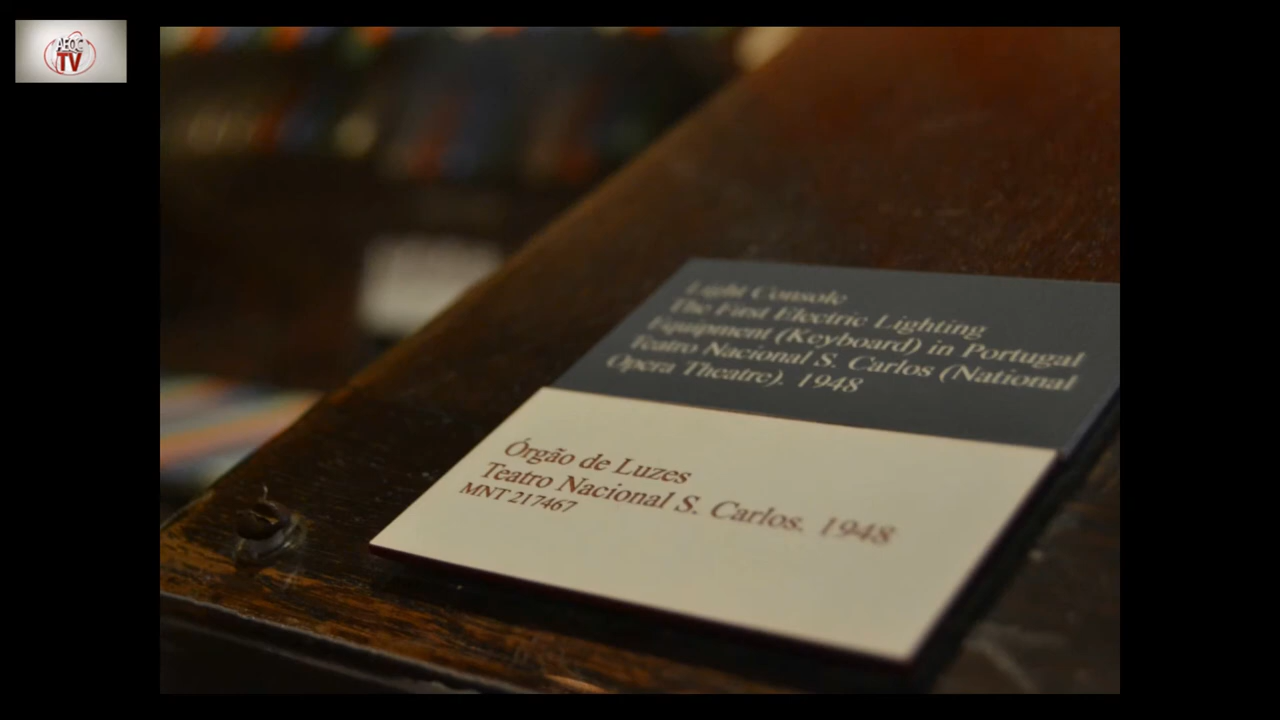 AEQC
TV
Light Console
The First Electric Lighting
Equipment (Keyboard) in Portugal
Teatro Nacional S. Carlos (National
Opera Theatre). 1948
Órgão de Luzes
Teatro Nacional S. Carlos. 1948
MNT 217467